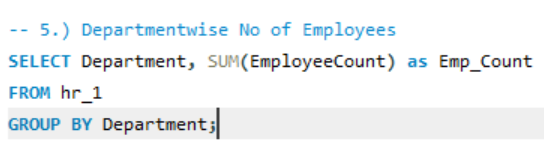 -- 5.) Departmentwise No of Employees
SELECT Department, SUM(EmployeeCount) as Emp_Count
FROM hr_1
GROUP BY Department;